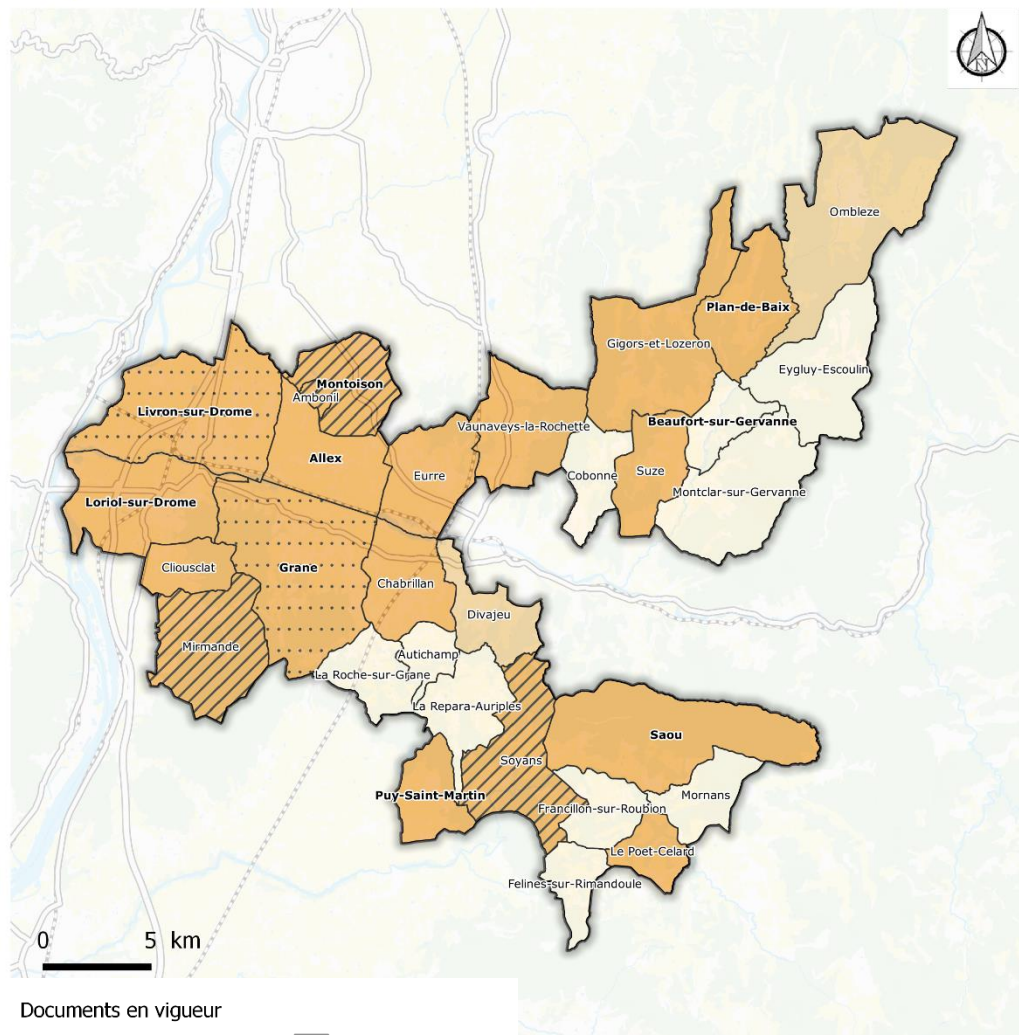 N
Ombleze
Plan-de-Baix
Gigors-et-Lozeron
Eygluy-Escoulin
Montoison
Ambonil
Livron-sur-Drome
Beaufort-sur-Gervanne
Vaunaveys-la-Rochette
Allex
Suze
Eurre
Cobonne
Montclar-sur-Gervanne
Loriol-sur-Drome
Cliousclat
Grane
Chabrillan
Divajeu
Mirmande
Autichamp
La Roche-sur-Grane
La Repara-Auriples
Saou
Soyans
Puy-Saint-Martin
Mornans
Francillon-sur-Roubion
Le Poet-Celard
Felines-sur-Rimandoule
0 5 km
Documents en vigueur